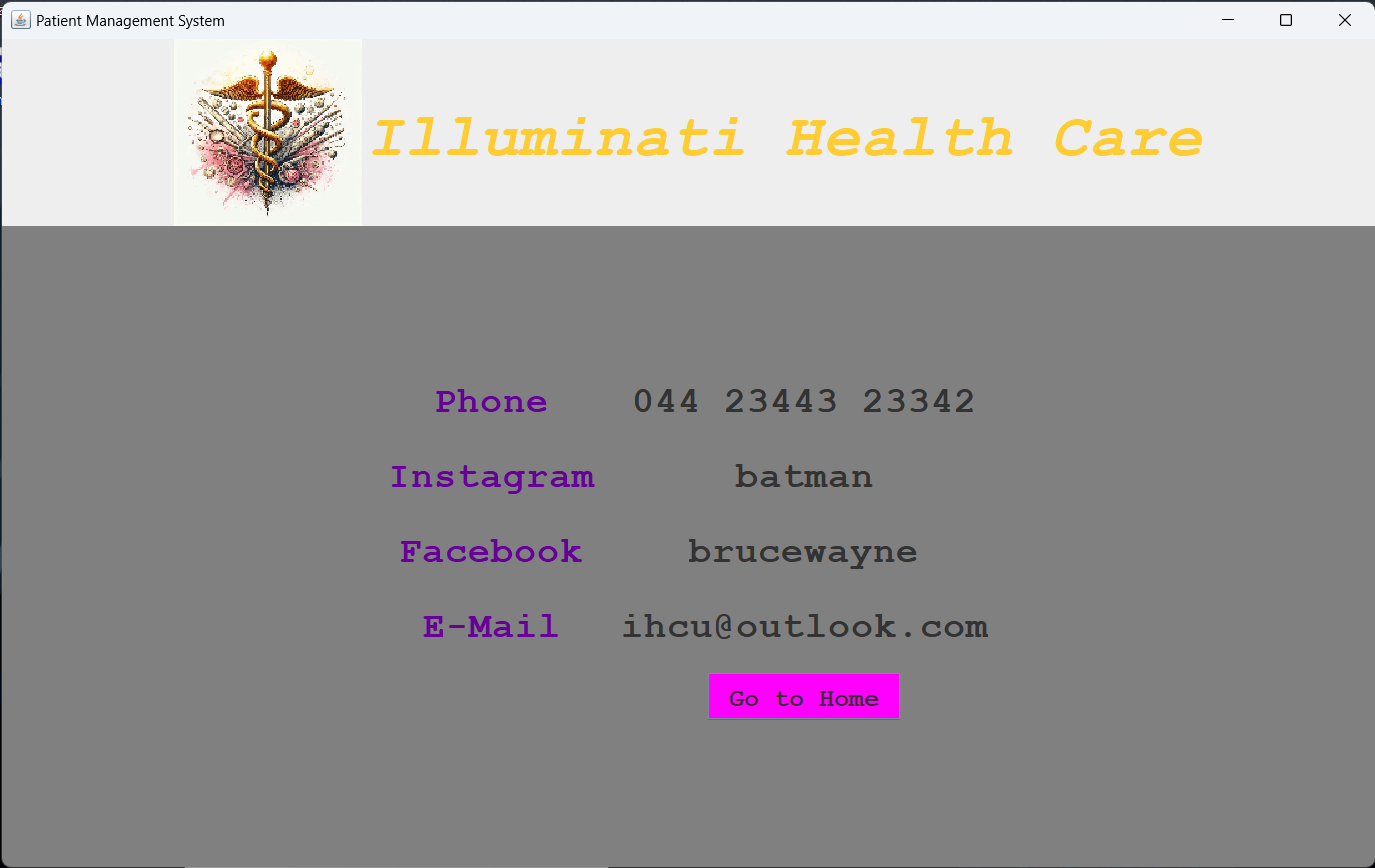 Patient Management System
Illuminati Health Care
Phone 044 23443 23342
Instagram batman
Facebook brucewayne
E-Mail ihcu@outlook.com
Go to Home